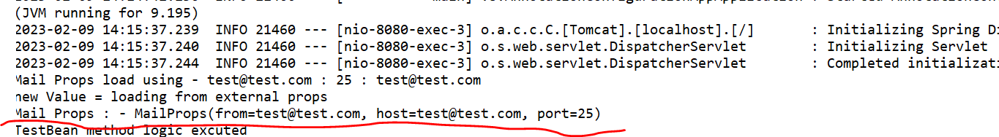 (JVM running for 9.195)
2023-02-09 14:15:37.239  INFO 21460 --- [nio-8080-exec-3] o.a.c.c.C.[Tomcat].[localhost].[/]       : Initializing Spring Di
2023-02-09 14:15:37.240  INFO 21460 --- [nio-8080-exec-3] o.s.web.servlet.DispatcherServlet        : Initializing Servlet
2023-02-09 14:15:37.244  INFO 21460 --- [nio-8080-exec-3] o.s.web.servlet.DispatcherServlet        : Completed initializati
Mail Props load using - test@test.com : 25 : test@test.com
new Value = loading from external props
Mail Props : - MailProps(from=test@test.com, host=test@test.com, port=25)
TestBean method logic excuted